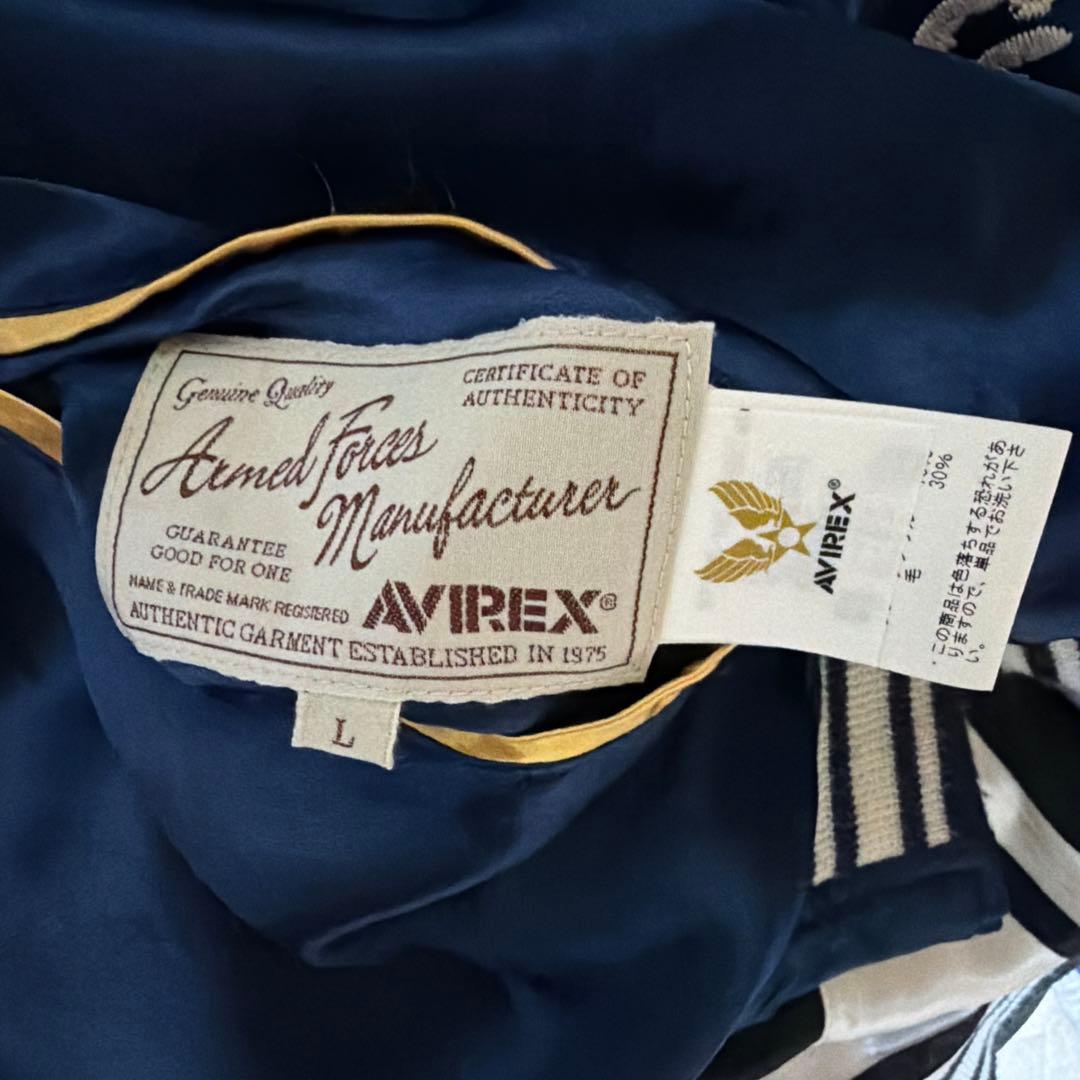 Genuine Quality
CERTIFICATE OF
AUTHENTICITY
Armed Forces
Manufacturer
GUARANTEE
GOOD FOR ONE
NAME & TRADE MARK REGISTERED
AVIREX®
AUTHENTIC GARMENT ESTABLISHED IN 1975
L
AVIREX®
毛
30%
この商品は色落ちする恐れがあ
りますので、単品でお洗い下さ
い。